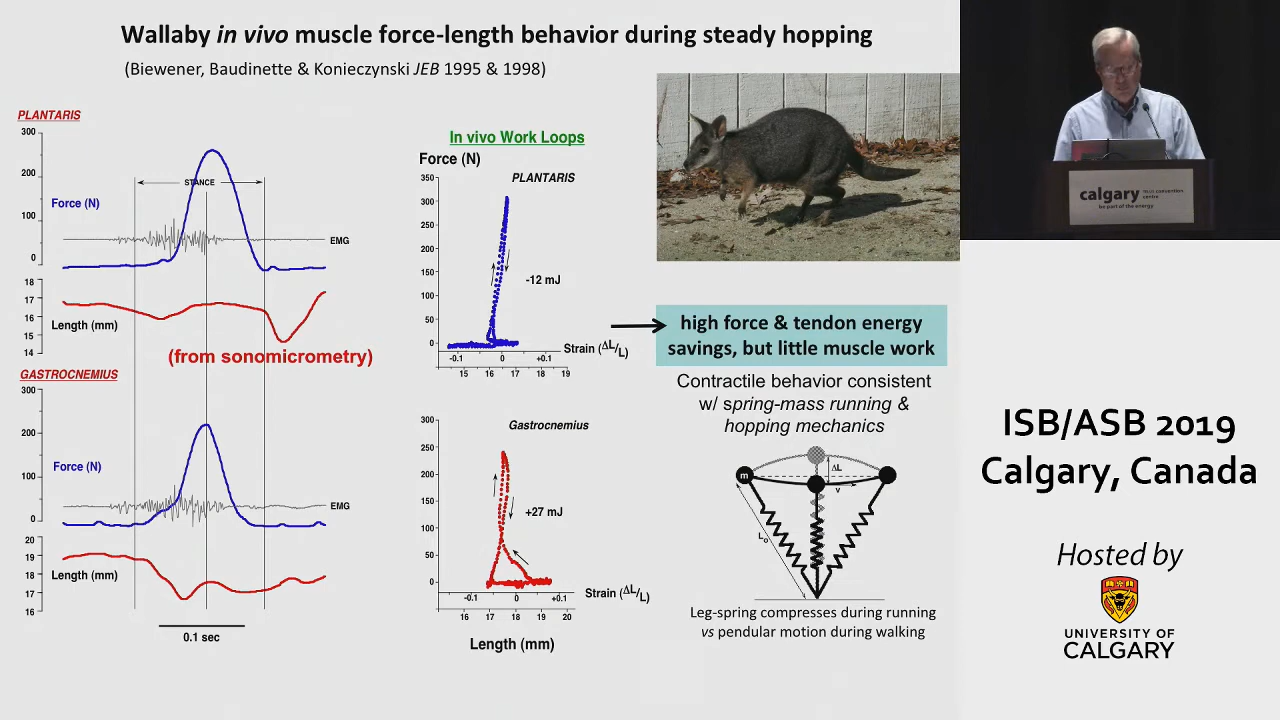 Wallaby in vivo muscle force-length behavior during steady hopping
(Biewener, Baudinette & Konieczynski JEB 1995 & 1998)
PLANTARIS
300
200
100
0
Force (N)
STANCE
EMG
18
17
16
15
14
Length (mm)
(from sonomicrometry)
GASTROCNEMIUS
300
200
100
0
Force (N)
EMG
20
19
18
17
16
Length (mm)
0.1 sec
In vivo Work Loops
Force (N)
PLANTARIS
350
300
250
200
150
100
50
0
-12 mJ
-0.1 0 +0.1
Strain (ΔL/L)
15 16 17 18 19
Gastrocnemius
300
250
200
150
100
50
0
+27 mJ
-0.1 0 +0.1
Strain (ΔL/L)
16 17 18 19 20
Length (mm)
high force & tendon energy
savings, but little muscle work
Contractile behavior consistent
w/ spring-mass running &
hopping mechanics
m
ΔL
v
L₀
Leg-spring compresses during running
vs pendular motion during walking
calgary
be part of the energy
ISB/ASB 2019
Calgary, Canada
Hosted by
UNIVERSITY OF
CALGARY